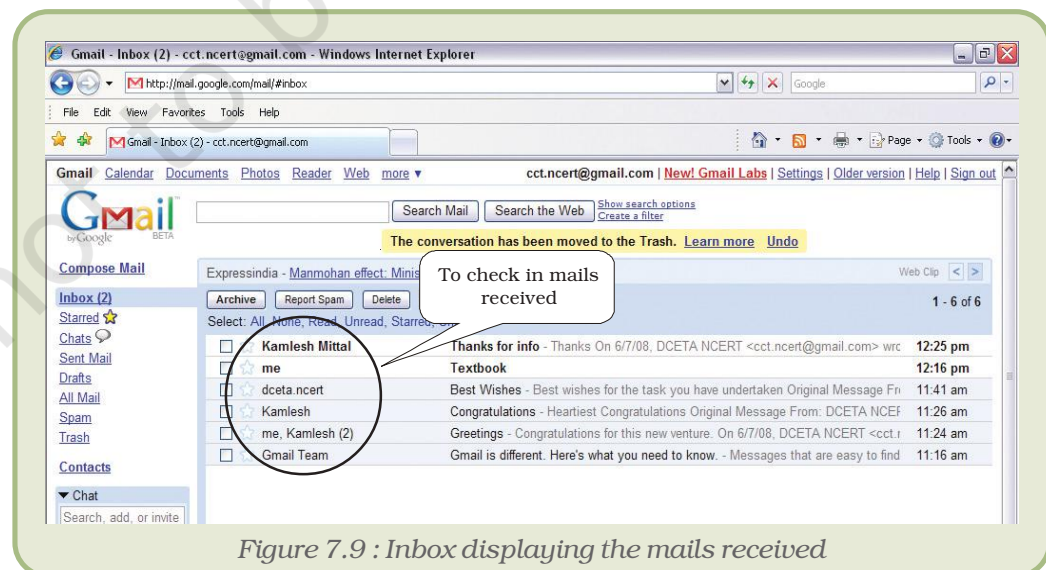 not to b
Gmail - Inbox (2) - cct.ncert@gmail.com - Windows Internet Explorer
http://mail.google.com/mail/#inbox
Google
File Edit View Favorites Tools Help
Gmail - Inbox (2) - cct.ncert@gmail.com
Page Tools
Gmail Calendar Documents Photos Reader Web more
cct.ncert@gmail.com | New! Gmail Labs | Settings | Older version | Help | Sign out
Gmail
by Google BETA
Search Mail Search the Web Show search options
Create a filter
The conversation has been moved to the Trash. Learn more Undo
Compose Mail
Inbox (2)
Starred
Chats
Sent Mail
Drafts
All Mail
Spam
Trash
Contacts
Chat
Search, add, or invite
Expressindia - Manmohan effect: Minis
Web Clip < >
To check in mails
received
Archive Report Spam Delete
1 - 6 of 6
Select: All, None, Read, Unread, Starred,
Kamlesh Mittal Thanks for info - Thanks On 6/7/08, DCETA NCERT <cct.ncert@gmail.com> wrc 12:25 pm
me Textbook 12:16 pm
dceta.ncert Best Wishes - Best wishes for the task you have undertaken Original Message Fr 11:41 am
Kamlesh Congratulations - Heartiest Congratulations Original Message From: DCETA NCEF 11:26 am
me, Kamlesh (2) Greetings - Congratulations for this new venture. On 6/7/08, DCETA NCERT <cct.r 11:24 am
Gmail Team Gmail is different. Here's what you need to know. - Messages that are easy to find 11:16 am
Figure 7.9 : Inbox displaying the mails received